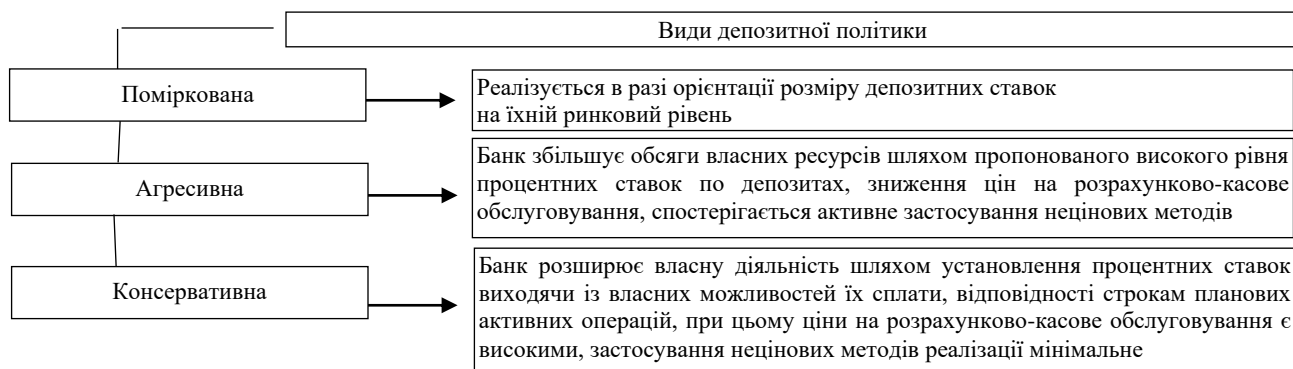 Види депозитної політики
Поміркована
Реалізується в разі орієнтації розміру депозитних ставок
на їхній ринковий рівень
Агресивна
Банк збільшує обсяги власних ресурсів шляхом пропонованого високого рівня
процентних ставок по депозитах, зниження цін на розрахунково-касове
обслуговування, спостерігається активне застосування нецінових методів
Консервативна
Банк розширює власну діяльність шляхом установлення процентних ставок
виходячи із власних можливостей їх сплати, відповідності строкам планових
активних операцій, при цьому ціни на розрахунково-касове обслуговування є
високими, застосування нецінових методів реалізації мінімальне